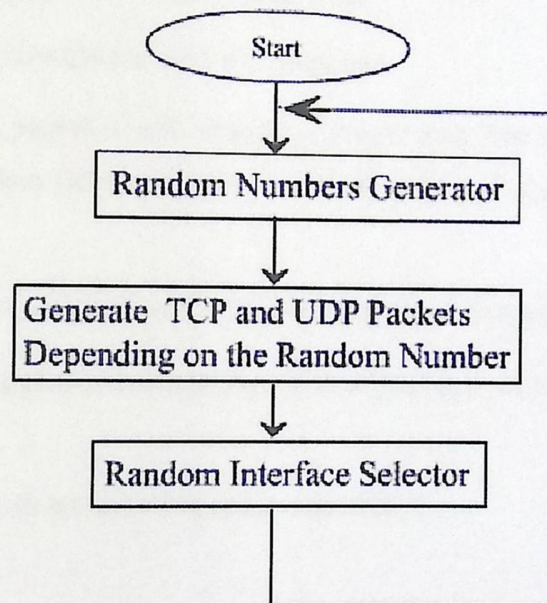 Start
Random Numbers Generator
Generate TCP and UDP Packets
Depending on the Random Number
Random Interface Selector